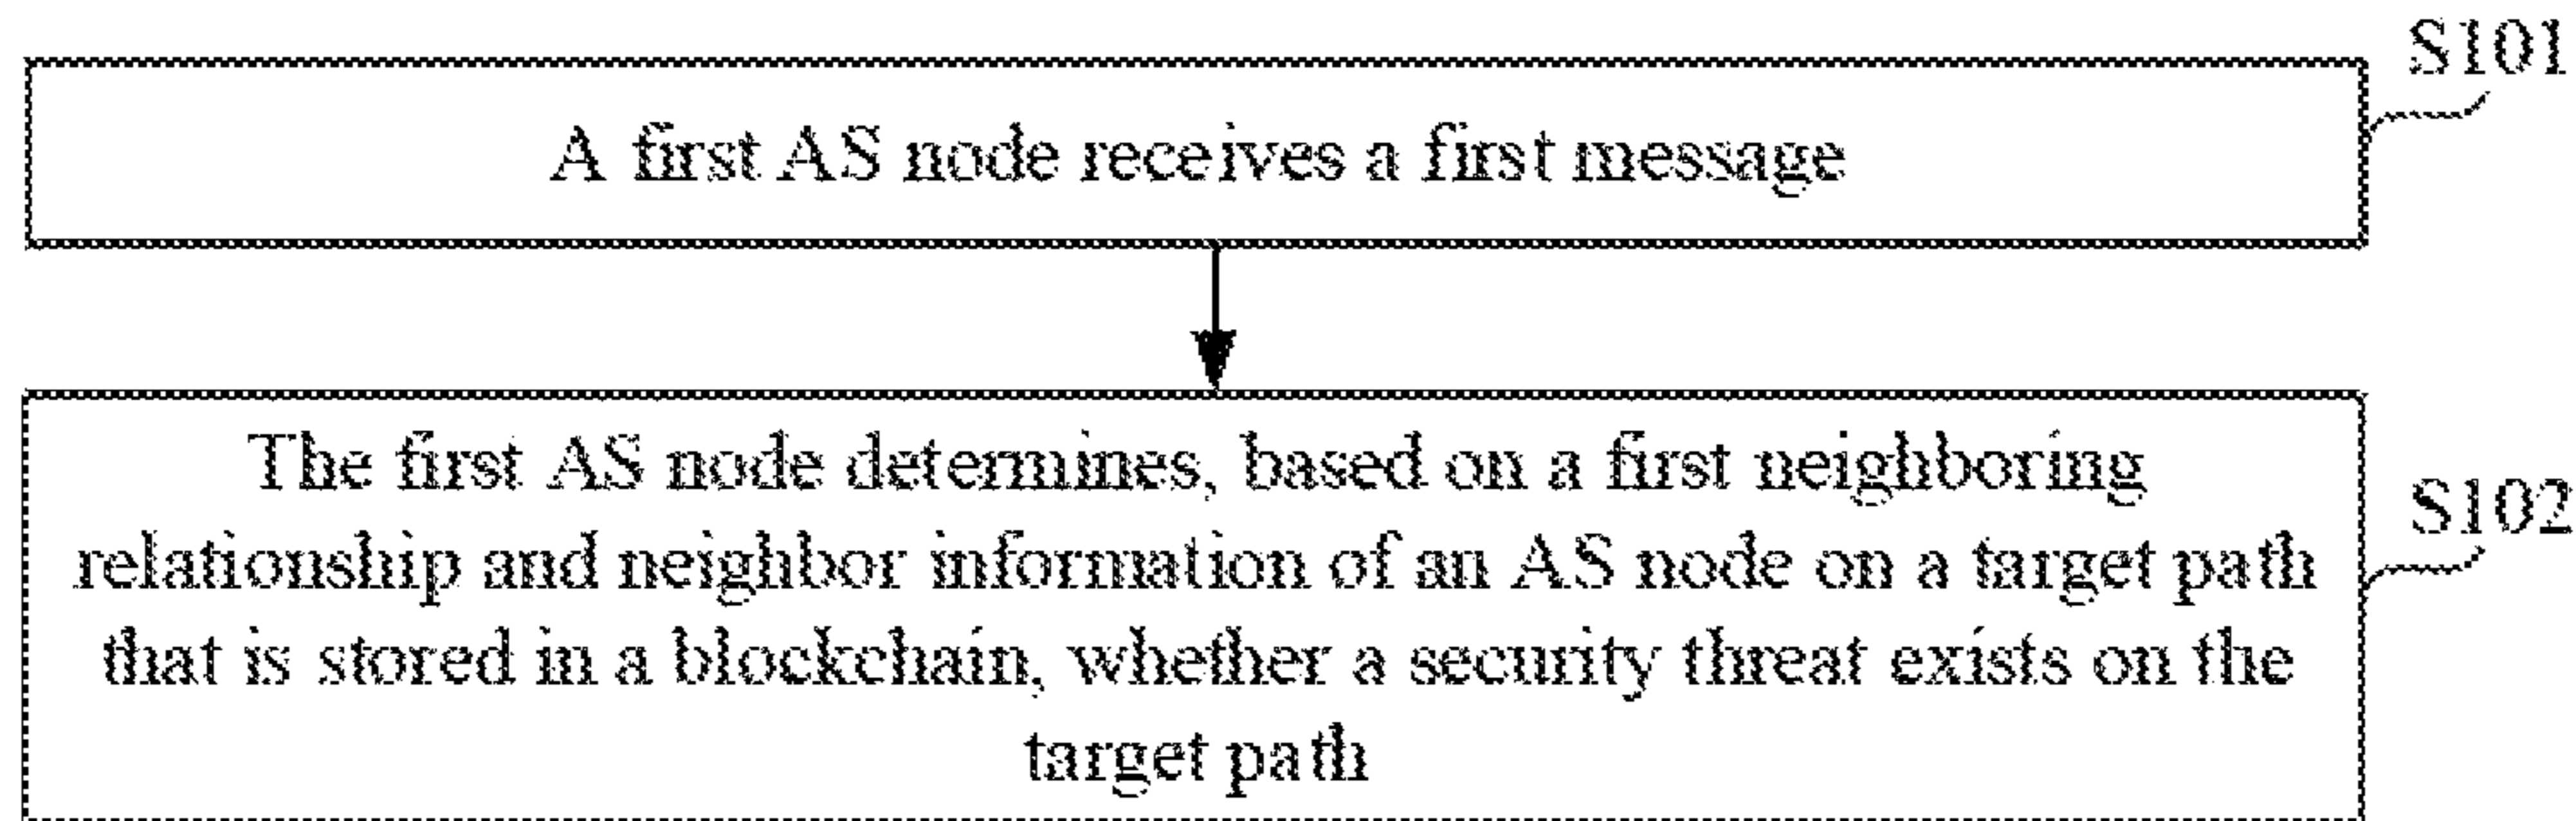 S101
A first AS node receives a first message
The first AS node determines, based on a first neighboring
S102
relationship and neighbor information of an AS node on a target path
that is stored in a blockchain, whether a security threat exists on the
target path